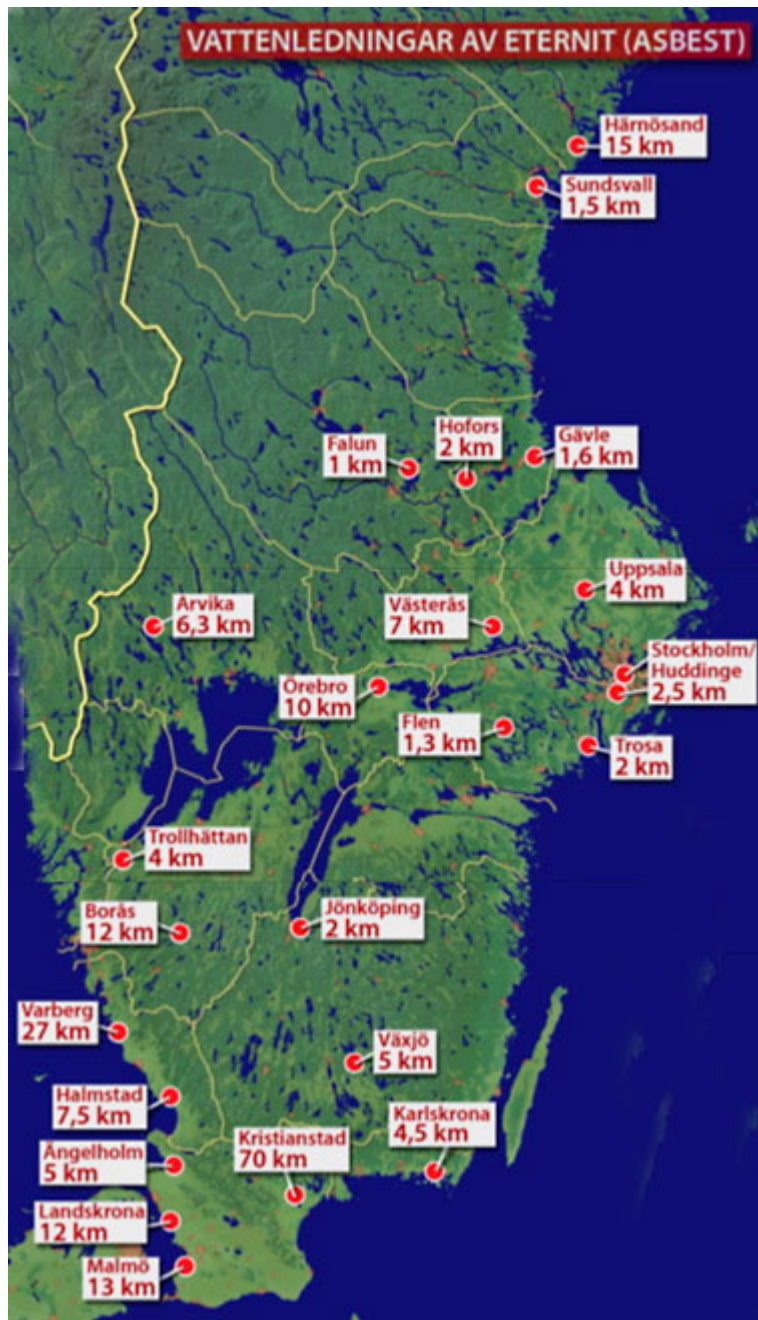 VATTENLEDNINGAR AV ETERNIT (ASBEST)
Härnösand
15 km
Sundsvall
1,5 km
Hofors
2 km
Gävle
1,6 km
Falun
1 km
Uppsala
4 km
Arvika
6,3 km
Västerås
7 km
Stockholm/
Huddinge
2,5 km
Örebro
10 km
Flen
1,3 km
Trosa
2 km
Trollhättan
4 km
Borås
12 km
Jönköping
2 km
Varberg
27 km
Växjö
5 km
Halmstad
7,5 km
Karlskrona
4,5 km
Kristianstad
70 km
Ängelholm
5 km
Landskrona
12 km
Malmö
13 km